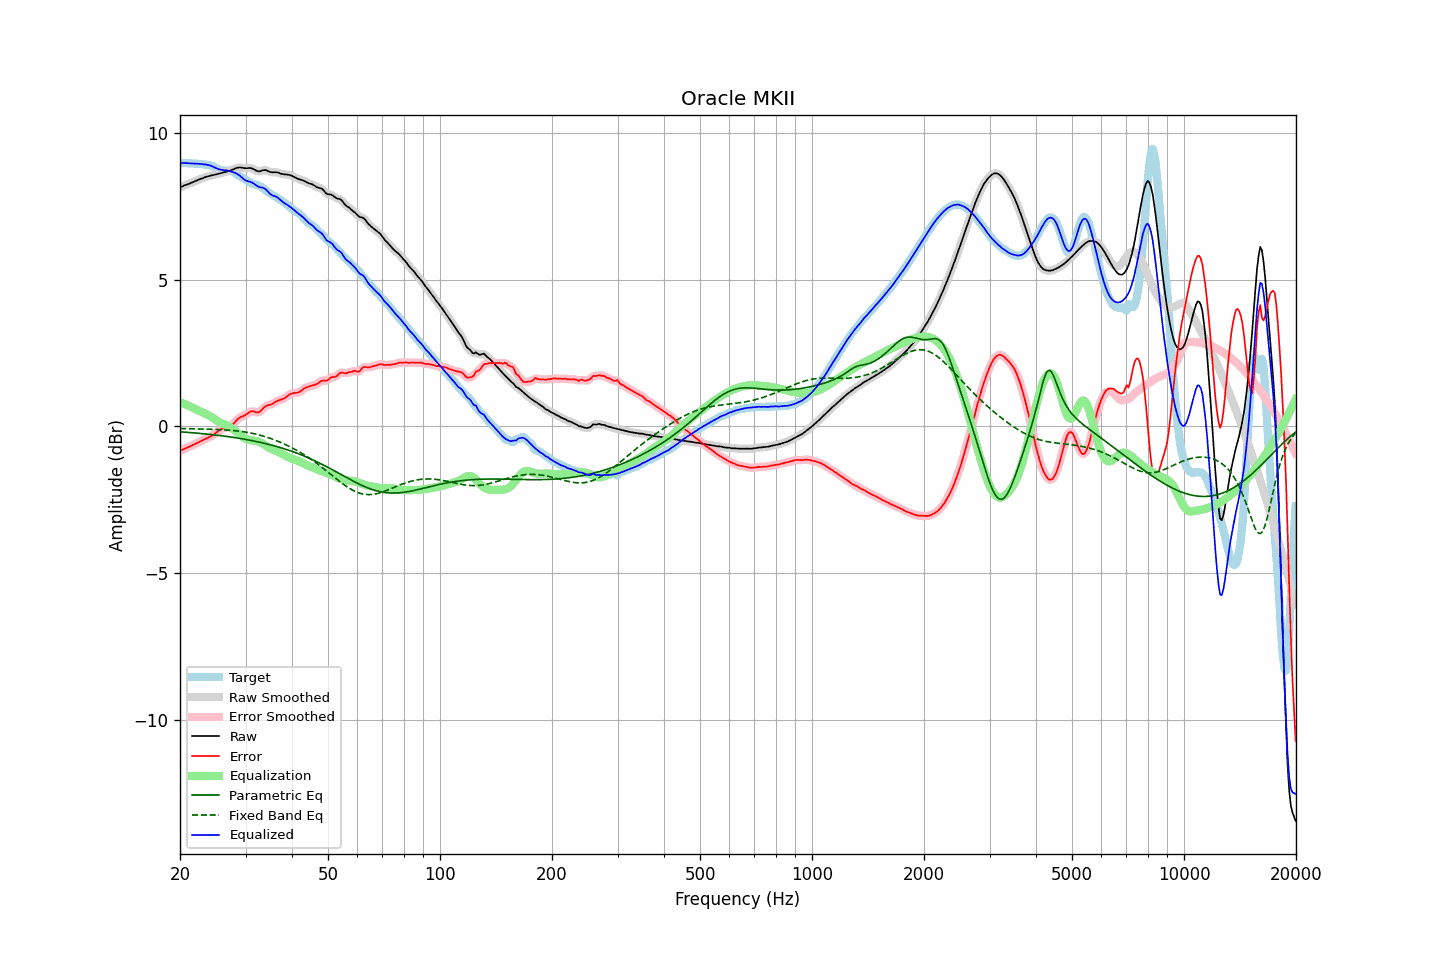 Oracle MKII
Amplitude (dBr)
10
5
0
−5
−10
Target
Raw Smoothed
Error Smoothed
Raw
Error
Equalization
Parametric Eq
Fixed Band Eq
Equalized
20 50 100 200 500 1000 2000 5000 10000 20000
Frequency (Hz)